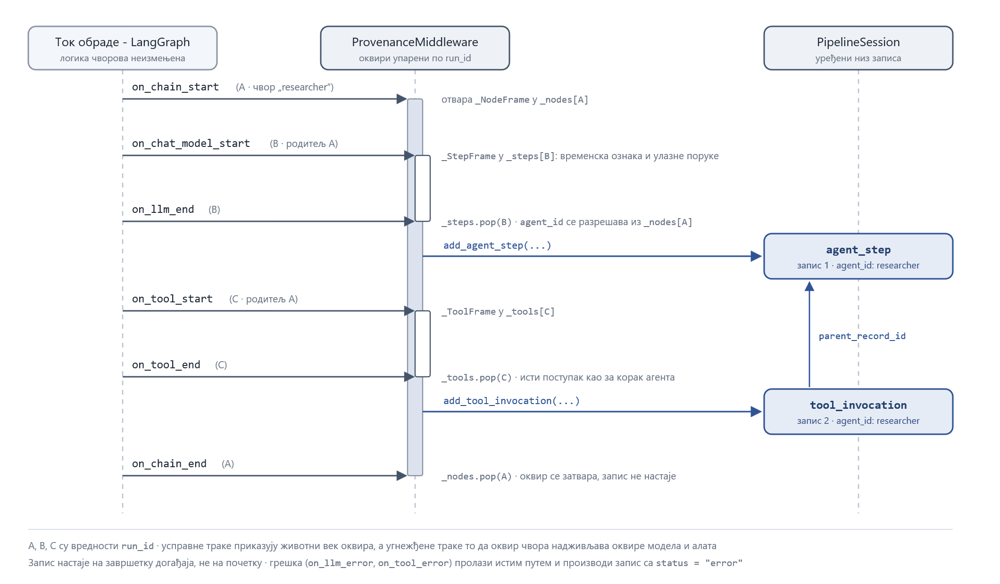 Ток обраде - LangGraph
логика чворова неизмењена
ProvenanceMiddleware
оквири упарени по run_id
PipelineSession
уређени низ записа
on_chain_start (A · чвор „researcher“)
отвара _NodeFrame у _nodes[A]
on_chat_model_start (B · родитељ A)
_StepFrame у _steps[B]: временска ознака и улазне поруке
on_llm_end (B)
_steps.pop(B) · agent_id се разрешава из _nodes[A]
add_agent_step(...)
agent_step
запис 1 · agent_id: researcher
on_tool_start (C · родитељ A)
_ToolFrame у _tools[C]
parent_record_id
on_tool_end (C)
_tools.pop(C) · исти поступак као за корак агента
add_tool_invocation(...)
tool_invocation
запис 2 · agent_id: researcher
on_chain_end (A)
_nodes.pop(A) · оквир се затвара, запис не настаје
A, B, C су вредности run_id · усправне траке приказују животни век оквира, а угнежђене траке то да оквир чвора надживљава оквире модела и алата
Запис настаје на завршетку догађаја, не на почетку · грешка (on_llm_error, on_tool_error) пролази истим путем и производи запис са status = "error"